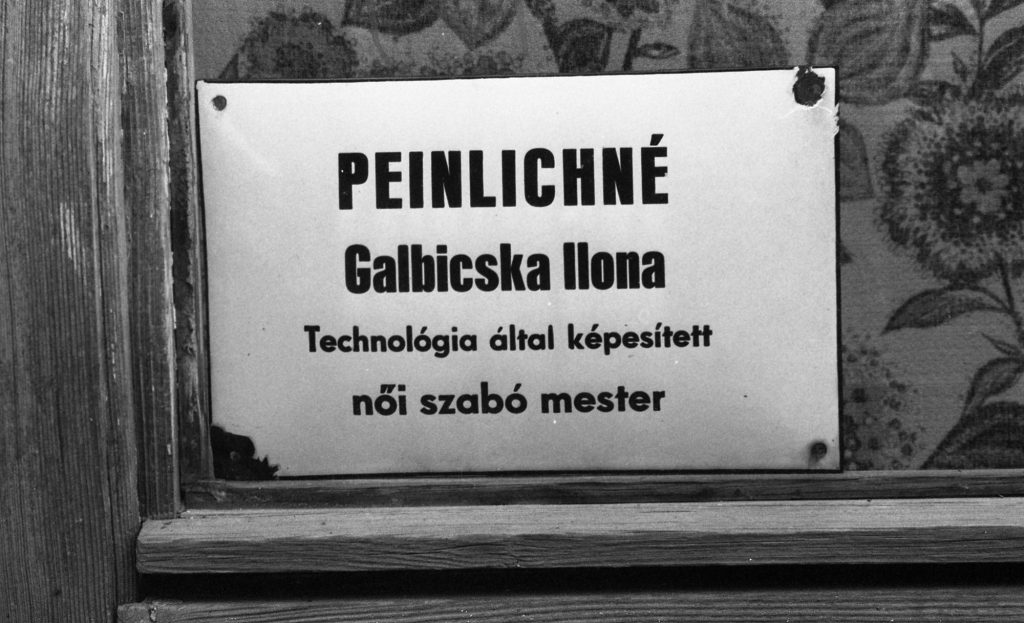 PEINLICHNÉ
Galbicska Ilona
Technológia által képesített
női szabó mester